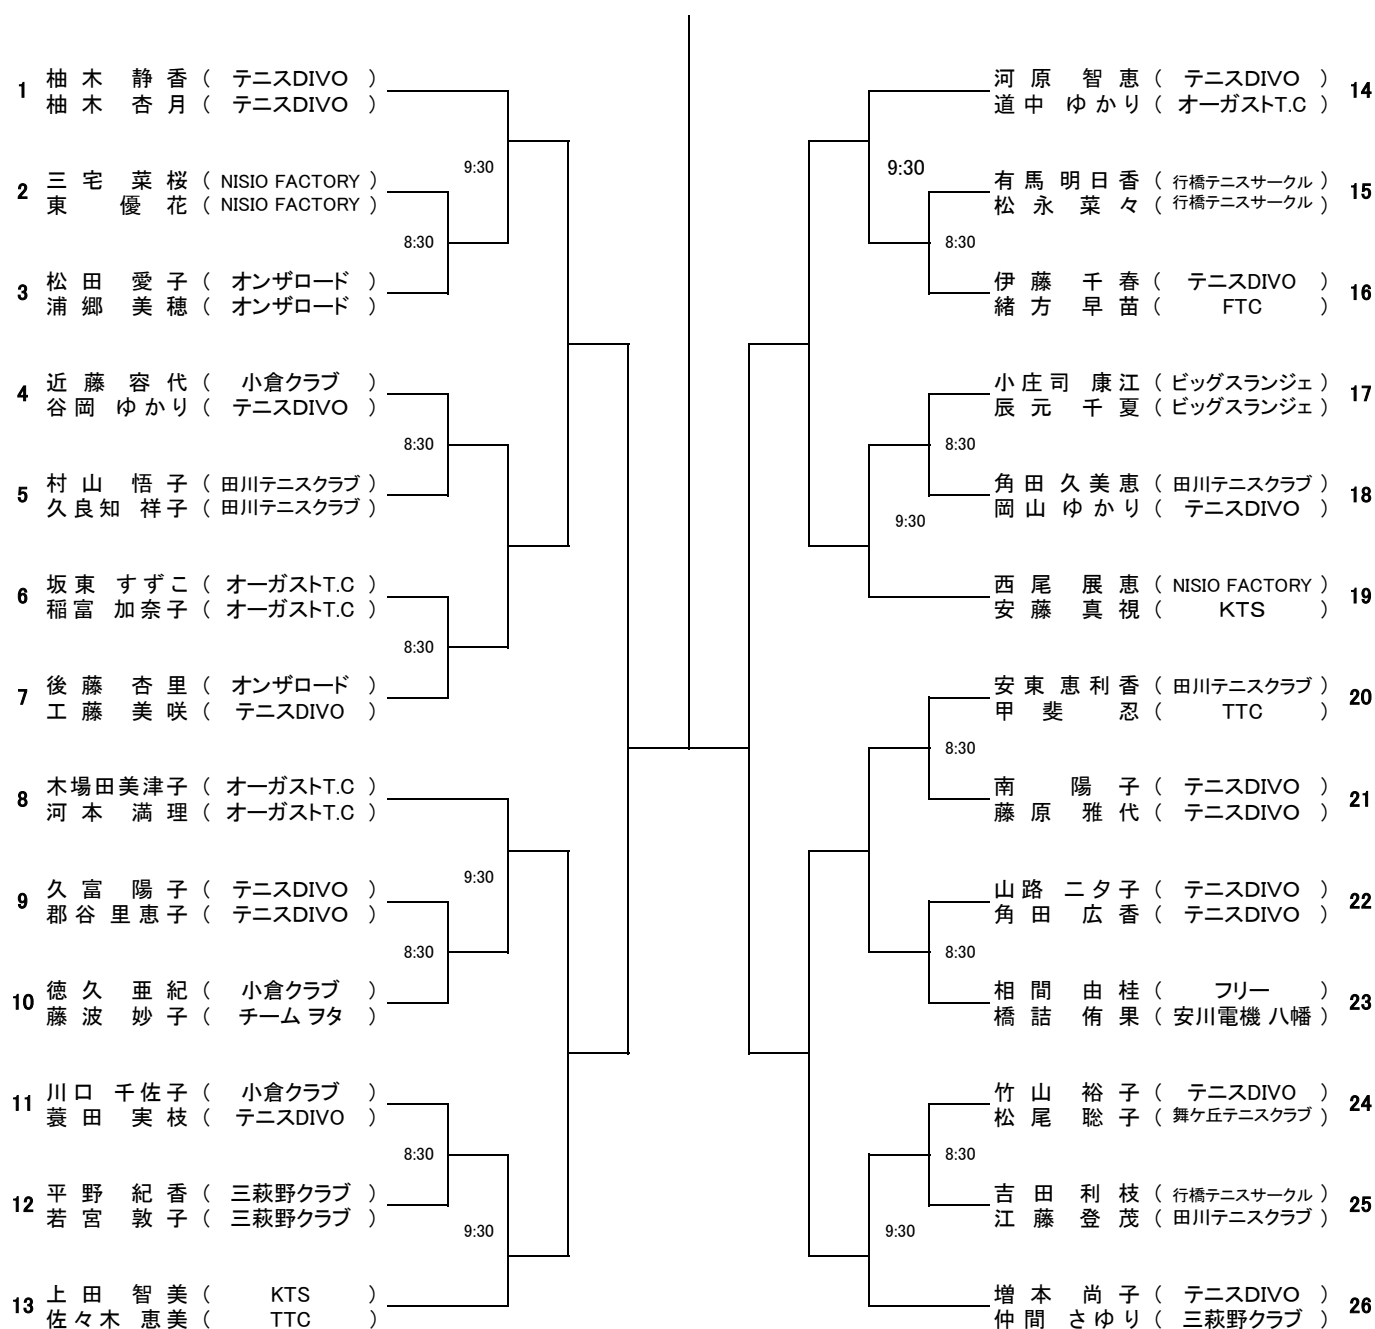 1 柚木 静香 ( テニスDIVO )
柚木 杏月 ( テニスDIVO )
9:30
2 三宅 菜桜 ( NISIO FACTORY )
東 優花 ( NISIO FACTORY )
8:30
3 松田 愛子 ( オンザロード )
浦郷 美穂 ( オンザロード )
4 近藤 容代 ( 小倉クラブ )
谷岡 ゆかり ( テニスDIVO )
8:30
5 村山 悟子 ( 田川テニスクラブ )
久良知 祥子 ( 田川テニスクラブ )
6 坂東 すずこ ( オーガストT.C )
稲富 加奈子 ( オーガストT.C )
8:30
7 後藤 杏里 ( オンザロード )
工藤 美咲 ( テニスDIVO )
8 木場田美津子 ( オーガストT.C )
河本 満理 ( オーガストT.C )
9:30
9 久富 陽子 ( テニスDIVO )
郡谷 里恵子 ( テニスDIVO )
8:30
10 徳久 亜紀 ( 小倉クラブ )
藤波 妙子 ( チーム ヲタ )
11 川口 千佐子 ( 小倉クラブ )
蓑田 実枝 ( テニスDIVO )
8:30
12 平野 紀香 ( 三萩野クラブ )
若宮 敦子 ( 三萩野クラブ )
9:30
13 上田 智美 ( KTS )
佐々木 恵美 ( TTC )
河原 智恵 ( テニスDIVO ) 14
道中 ゆかり ( オーガストT.C )
9:30
有馬 明日香 ( 行橋テニスサークル ) 15
松永 菜々 ( 行橋テニスサークル )
8:30
伊藤 千春 ( テニスDIVO ) 16
緒方 早苗 ( FTC )
小庄司 康江 ( ビッグスランジェ ) 17
辰元 千夏 ( ビッグスランジェ )
8:30
角田 久美恵 ( 田川テニスクラブ ) 18
岡山 ゆかり ( テニスDIVO )
9:30
西尾 展恵 ( NISIO FACTORY ) 19
安藤 真視 ( KTS )
安東 恵利香 ( 田川テニスクラブ ) 20
甲斐 忍 ( TTC )
8:30
南 陽子 ( テニスDIVO ) 21
藤原 雅代 ( テニスDIVO )
山路 二夕子 ( テニスDIVO ) 22
角田 広香 ( テニスDIVO )
8:30
相間 由桂 ( フリー ) 23
橋詰 侑果 ( 安川電機 八幡 )
竹山 裕子 ( テニスDIVO ) 24
松尾 聡子 ( 舞ケ丘テニスクラブ )
8:30
吉田 利枝 ( 行橋テニスサークル ) 25
江藤 登茂 ( 田川テニスクラブ )
9:30
増本 尚子 ( テニスDIVO ) 26
仲間 さゆり ( 三萩野クラブ )